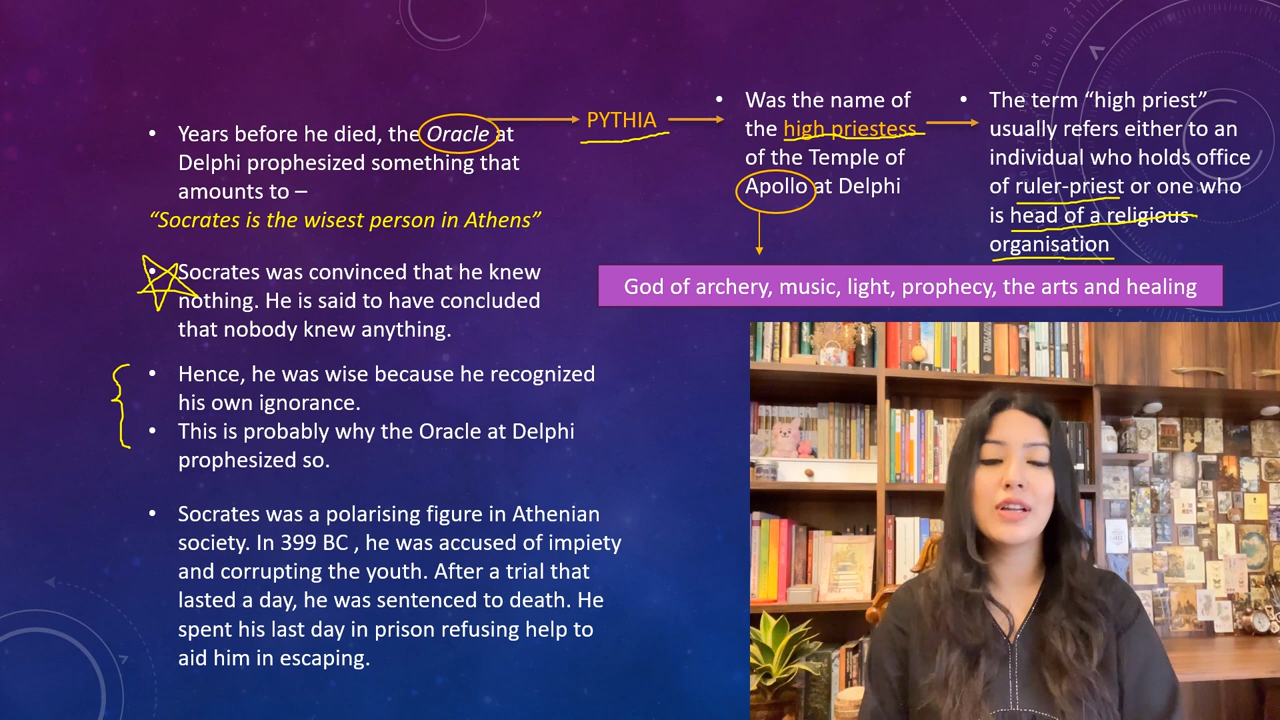 • Years before he died, the Oracle at
Delphi prophesized something that
amounts to –
“Socrates is the wisest person in Athens”
• Socrates was convinced that he knew
nothing. He is said to have concluded
that nobody knew anything.
• Hence, he was wise because he recognized
his own ignorance.
• This is probably why the Oracle at Delphi
prophesized so.
• Socrates was a polarising figure in Athenian
society. In 399 BC , he was accused of impiety
and corrupting the youth. After a trial that
lasted a day, he was sentenced to death. He
spent his last day in prison refusing help to
aid him in escaping.
PYTHIA
• Was the name of
the high priestess
of the Temple of
Apollo at Delphi
• The term “high priest”
usually refers either to an
individual who holds office
of ruler-priest or one who
is head of a religious
organisation
God of archery, music, light, prophecy, the arts and healing
190 200